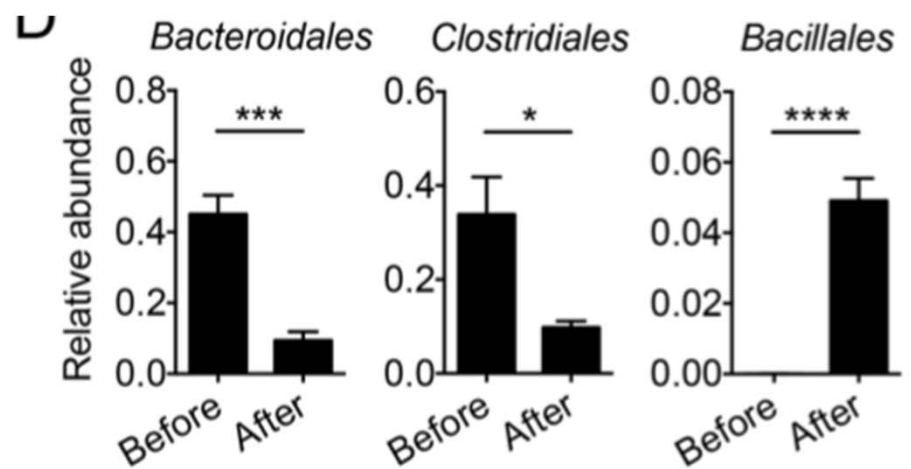 D
Bacteroidales
Clostridiales
Bacillales
Relative abundance
0.8
0.6
0.4
0.2
0.0
***
Before
After
0.6
0.4
0.2
0.0
*
Before
After
0.08
0.06
0.04
0.02
0.00
****
Before
After